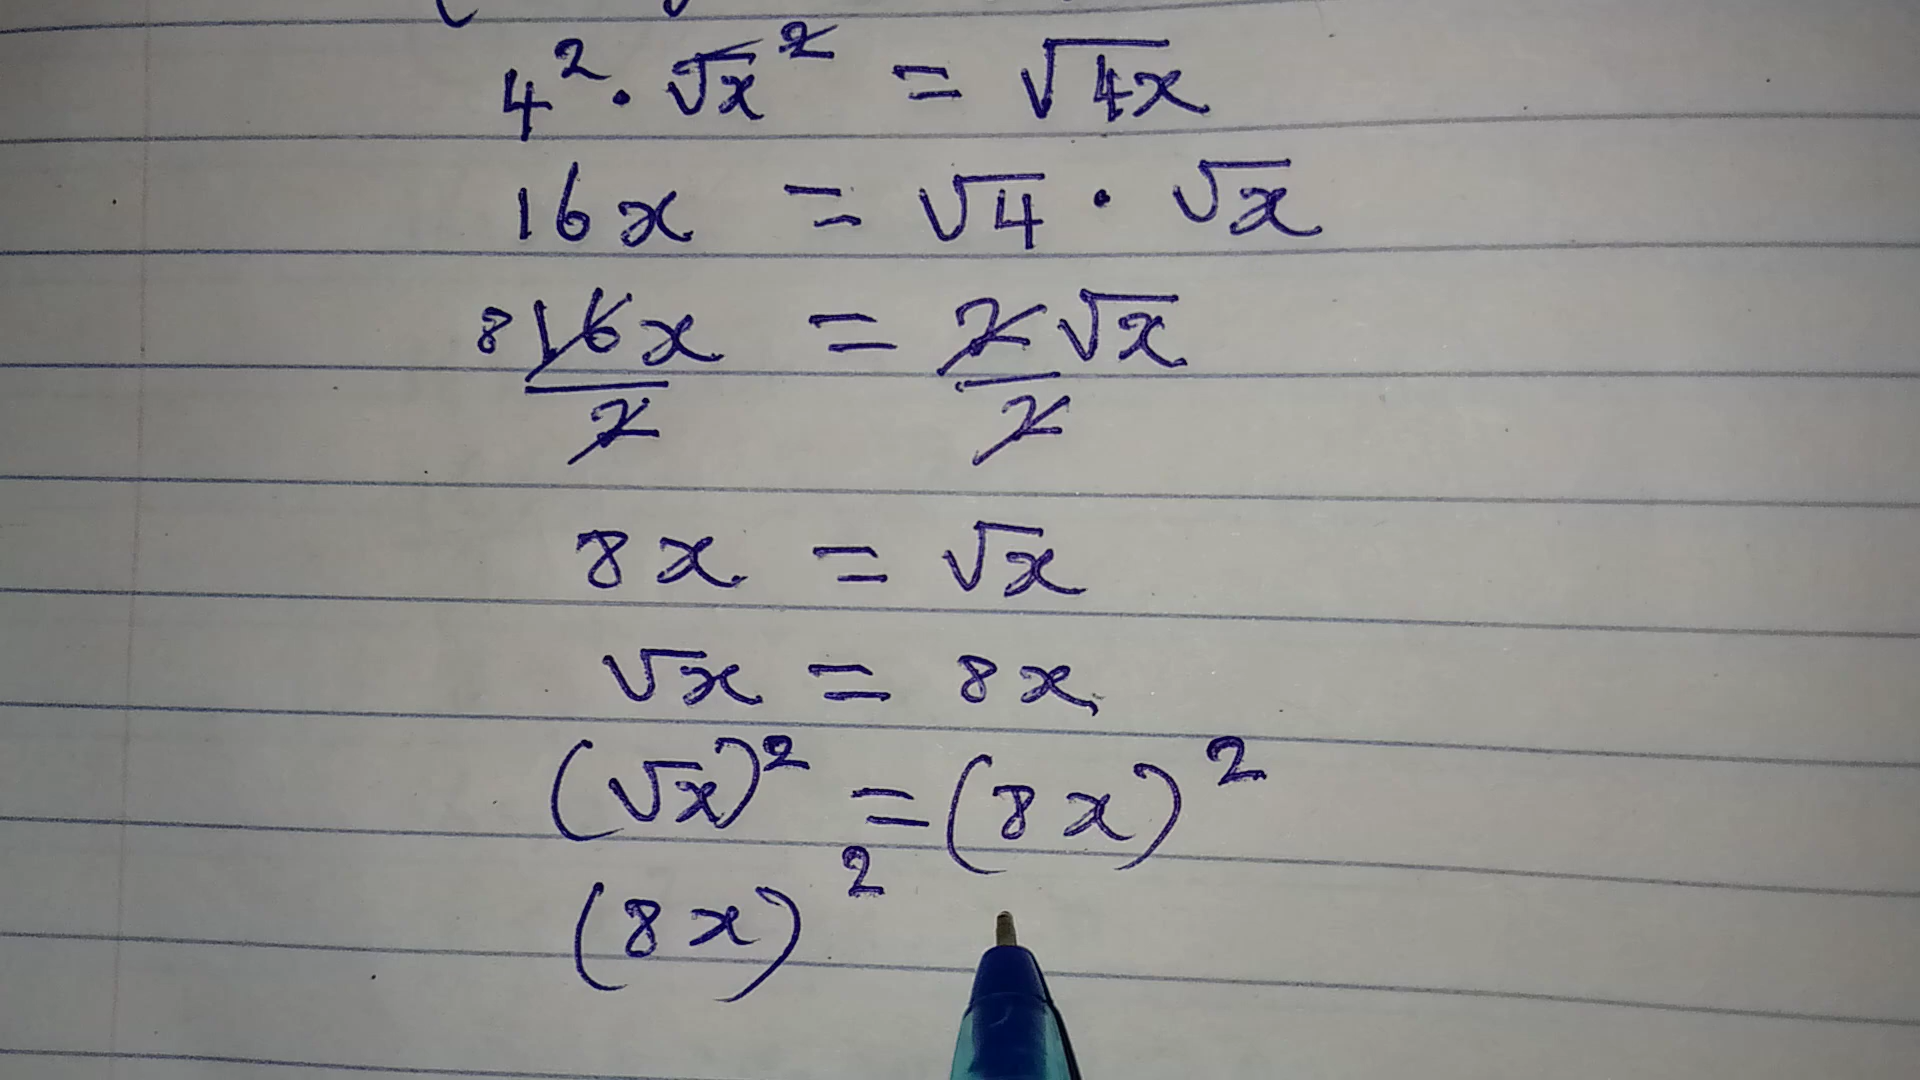 4² · √x² = √4x
16x = √4 · √x
8 16x/2 = 2√x/2
8x = √x
√x = 8x
(√x)² = (8x)²
(8x)²